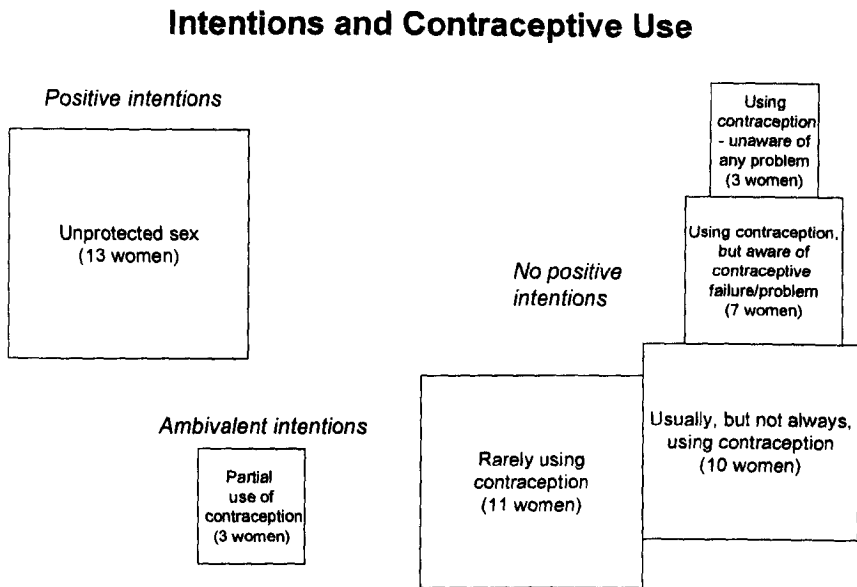 Intentions and Contraceptive Use
Positive intentions
Unprotected sex
(13 women)
Ambivalent intentions
Partial
use of
contraception
(3 women)
No positive
intentions
Using
contraception
- unaware of
any problem
(3 women)
Using contraception,
but aware of
contraceptive
failure/problem
(7 women)
Usually, but not always,
using contraception
(10 women)
Rarely using
contraception
(11 women)